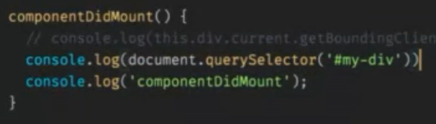 componentDidMount() {
// console.log(this.div.current.getBoundingClien
console.log(document.querySelector('#my-div'))
console.log('componentDidMount');
}